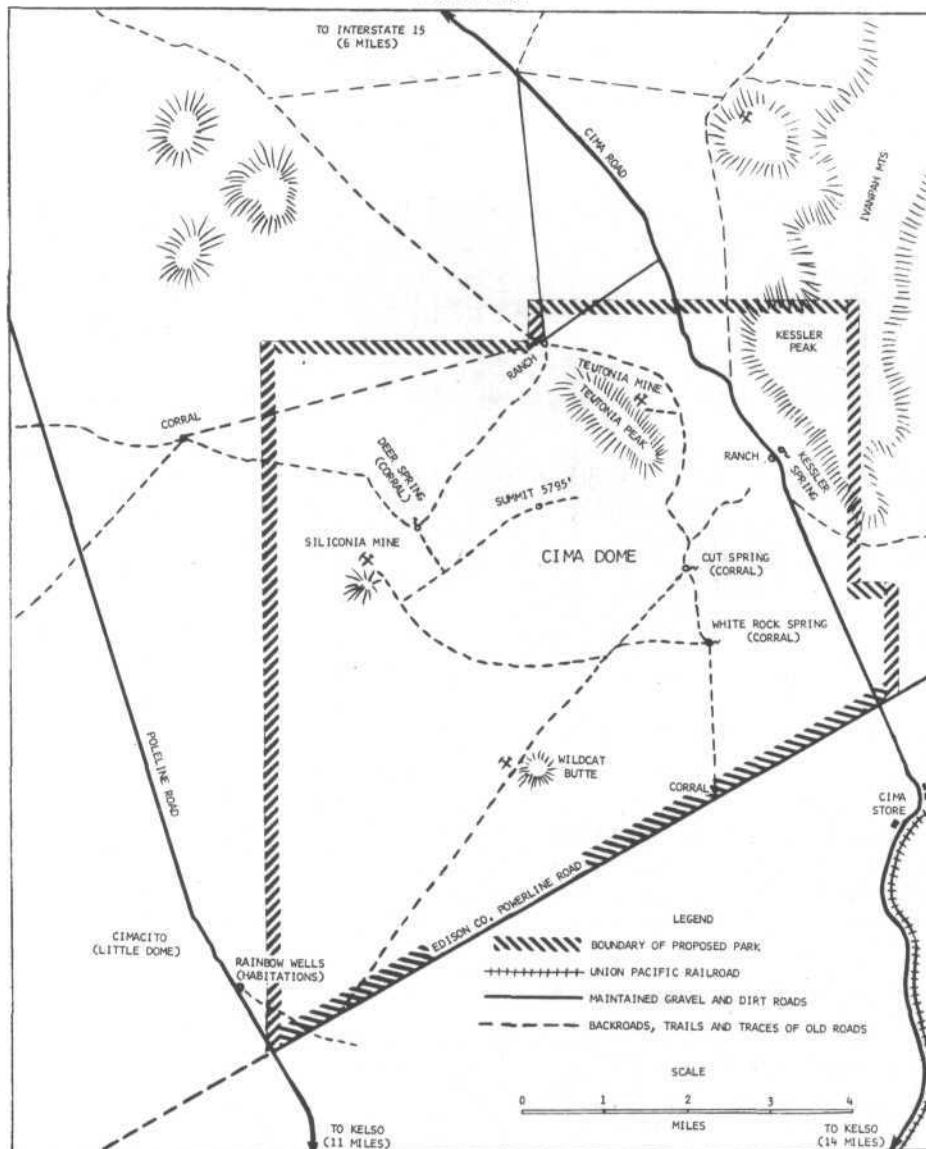 TO INTERSTATE 15
(6 MILES)
CIMA ROAD
IVANPAH MTS
KESSLER
PEAK
RANCH
TEUTONIA MINE
TEUTONIA PEAK
CORRAL
DEER SPRING
(CORRAL)
RANCH
KESSLER
SPRING
SUMMIT 5795'
SILICONIA MINE
CIMA DOME
CUT SPRING
(CORRAL)
WHITE ROCK SPRING
(CORRAL)
POLELINE ROAD
WILDCAT
BUTTE
CORRAL
CIMA
STORE
EDISON CO. POWERLINE ROAD
CIMACITO
(LITTLE DOME)
RAINBOW WELLS
(HABITATIONS)
LEGEND
BOUNDARY OF PROPOSED PARK
UNION PACIFIC RAILROAD
MAINTAINED GRAVEL AND DIRT ROADS
BACKROADS, TRAILS AND TRACES OF OLD ROADS
SCALE
0 1 2 3 4
MILES
TO KELSO
(11 MILES)
TO KELSO
(14 MILES)